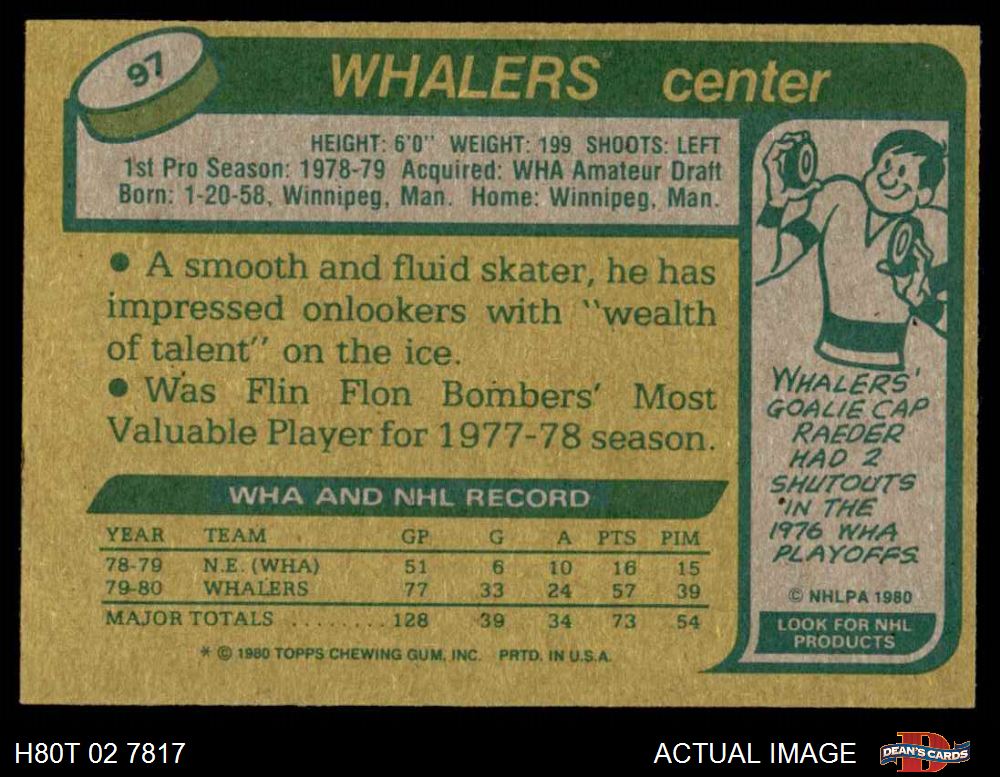 97
WHALERS center
HEIGHT: 6'0" WEIGHT: 199 SHOOTS: LEFT
1st Pro Season: 1978-79 Acquired: WHA Amateur Draft
Born: 1-20-58, Winnipeg, Man. Home: Winnipeg, Man.
● A smooth and fluid skater, he has
impressed onlookers with "wealth
of talent" on the ice.
● Was Flin Flon Bombers' Most
Valuable Player for 1977-78 season.
WHA AND NHL RECORD
YEAR TEAM GP G A PTS PIM
78-79 N.E. (WHA) 51 6 10 16 15
79-80 WHALERS 77 33 24 57 39
MAJOR TOTALS ........ 128 39 34 73 54
* © 1980 TOPPS CHEWING GUM, INC. PRTD. IN U.S.A.
WHALERS'
GOALIE CAP
RAEDER
HAD 2
SHUTOUTS
IN THE
1976 WHA
PLAYOFFS
© NHLPA 1980
LOOK FOR NHL
PRODUCTS
H80T 02 7817
ACTUAL IMAGE
D
DEAN'S CARDS